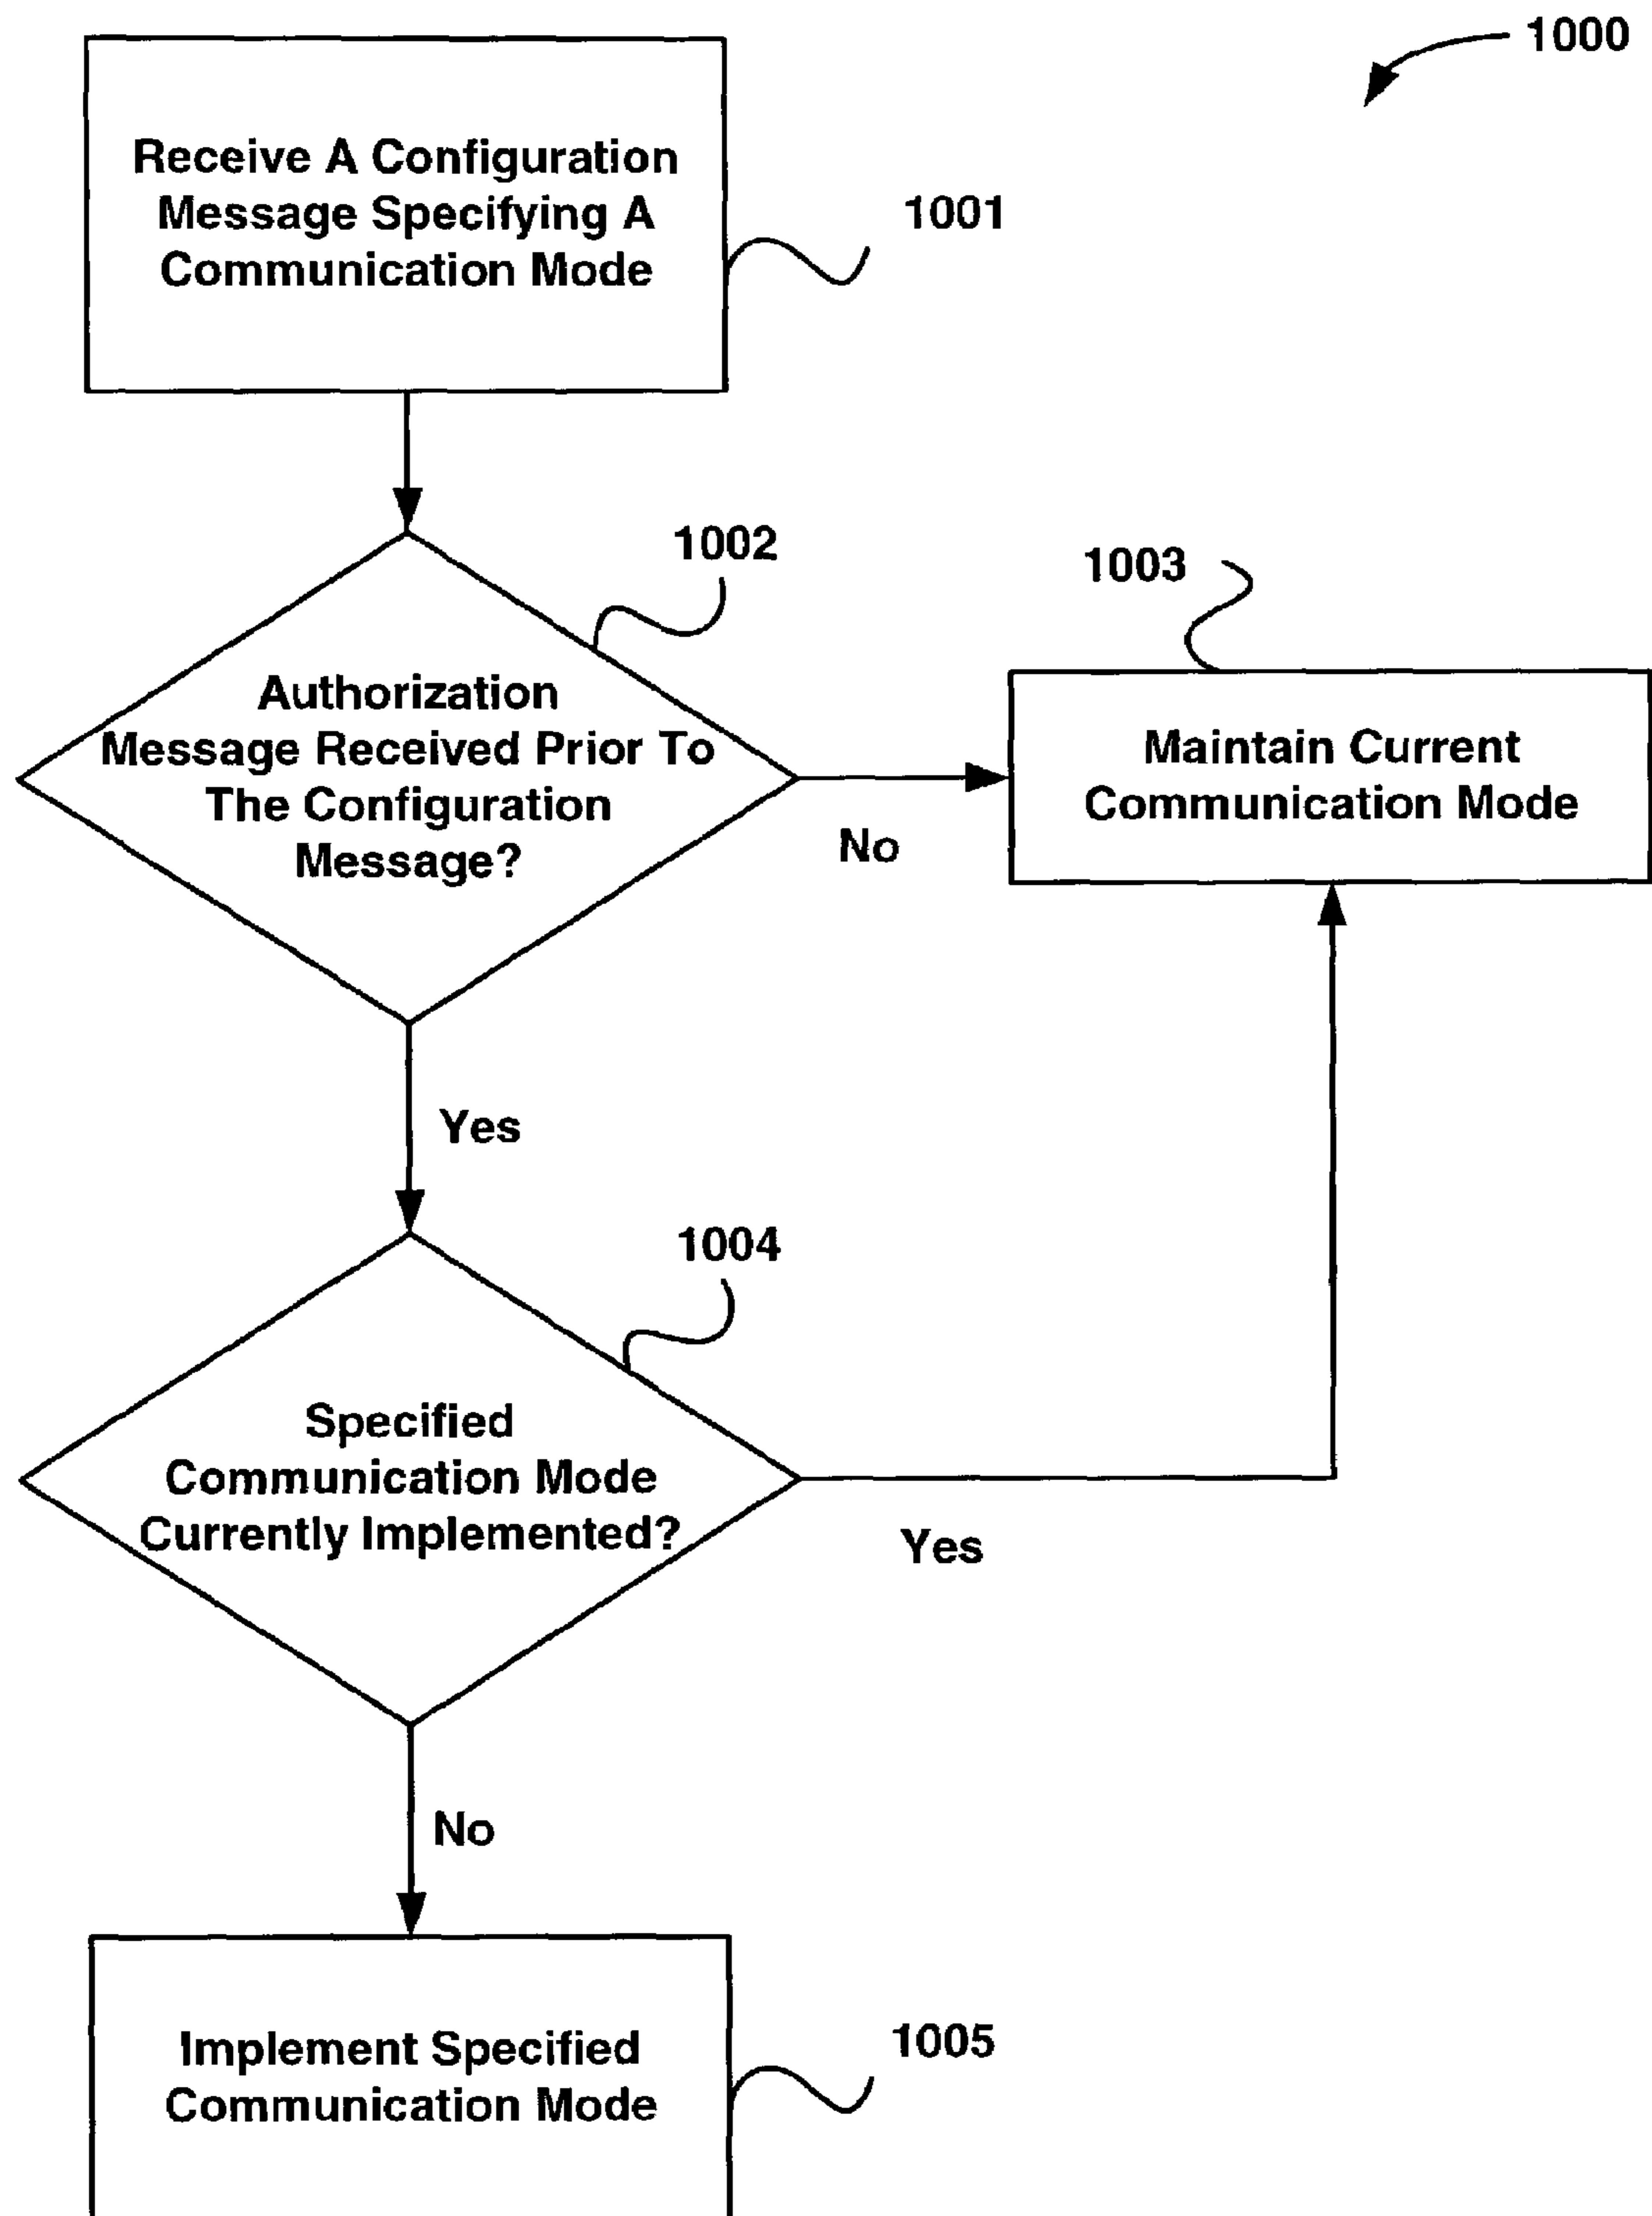 1000
Receive A Configuration
Message Specifying A
Communication Mode
1001
1002
Authorization
Message Received Prior To
The Configuration
Message?
No
1003
Maintain Current
Communication Mode
Yes
1004
Specified
Communication Mode
Currently Implemented?
Yes
No
Implement Specified
Communication Mode
1005